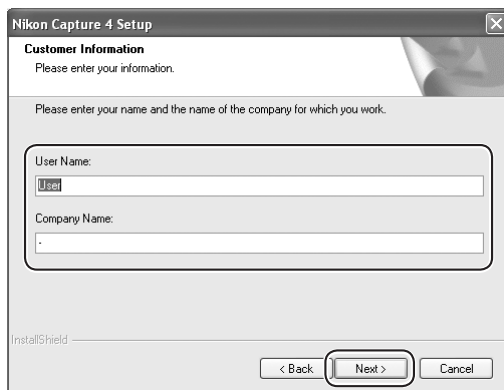 Nikon Capture 4 Setup
Customer Information
Please enter your information.
Please enter your name and the name of the company for which you work.
User Name:
User
Company Name:
-
InstallShield
< Back
Next >
Cancel